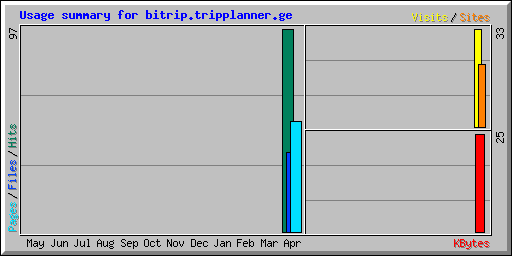 Usage summary for bitrip.tripplanner.ge
Visits/Sites
97
33
25
Pages/Files/Hits
May Jun Jul Aug Sep Oct Nov Dec Jan Feb Mar Apr
KBytes